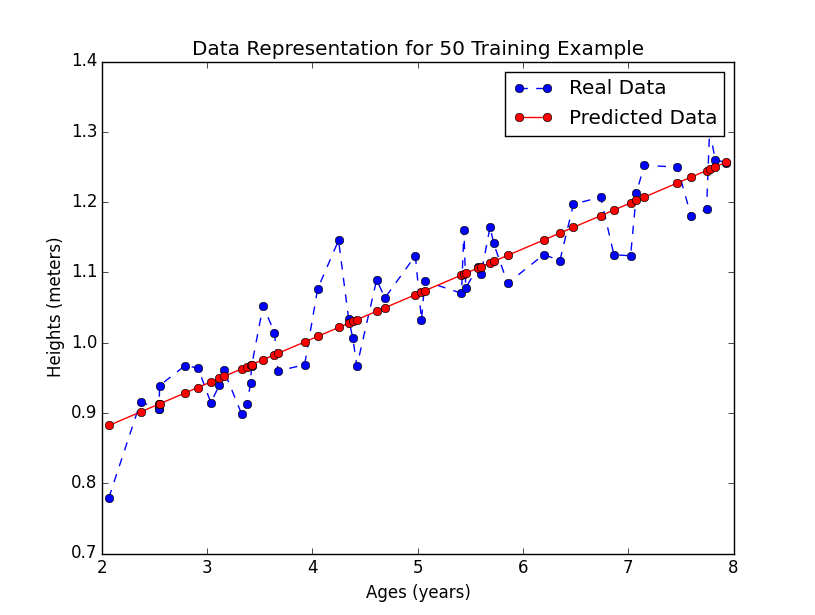 Data Representation for 50 Training Example
Real Data
Predicted Data
1.4
1.3
1.2
1.1
1.0
0.9
0.8
0.7
Heights (meters)
2 3 4 5 6 7 8
Ages (years)